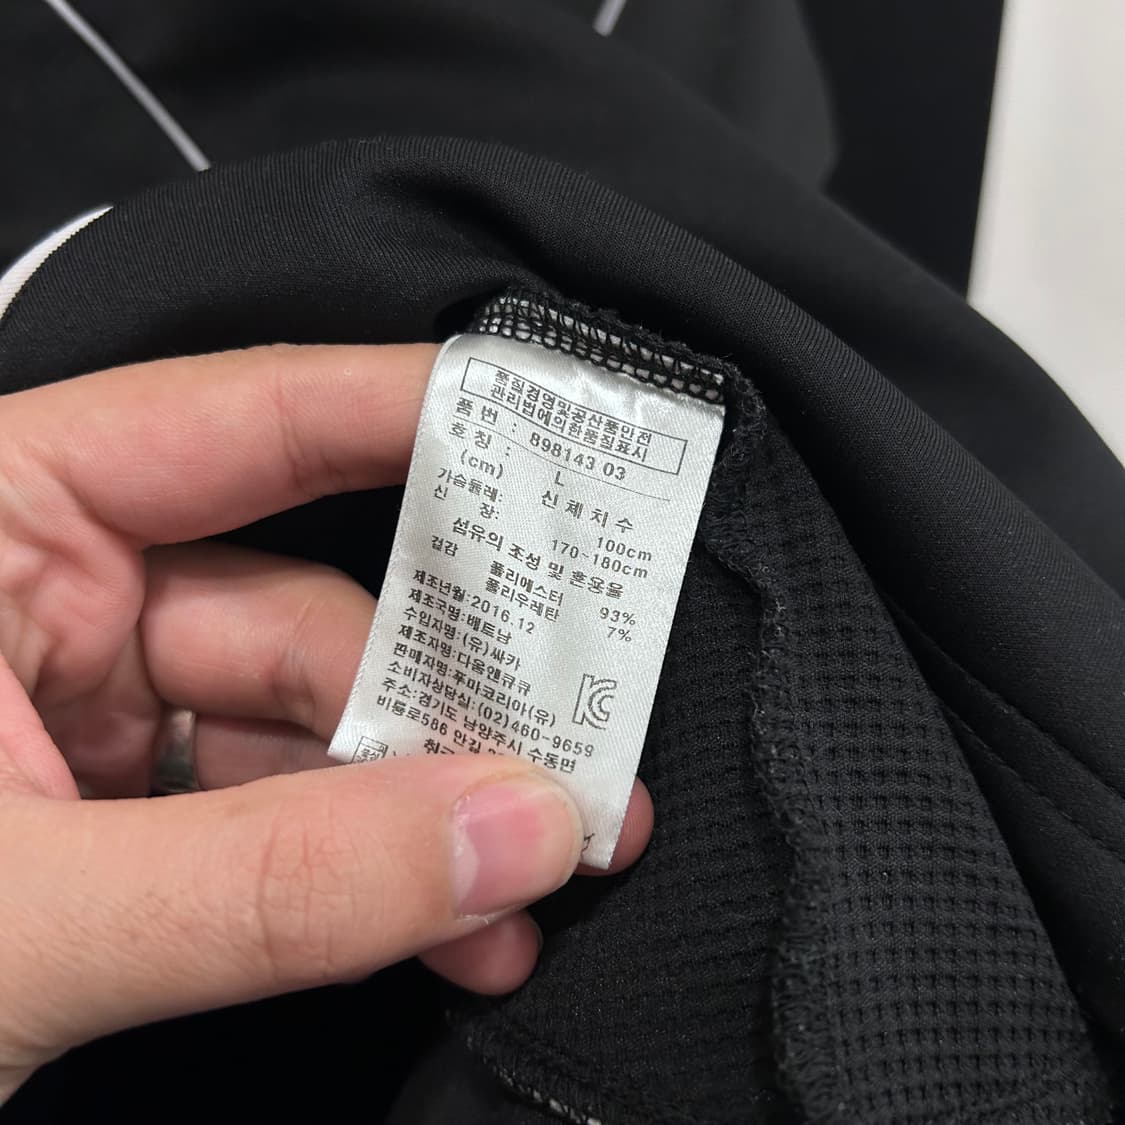 품질경영및공산품안전
관리법에의한품질표시
품 번 : 898143 03
호 칭 : L
(cm) 신 체 치 수
가슴둘레: 100cm
신 장: 170~180cm
섬유의 조성 및 혼용율
겉감 폴리에스터 93%
폴리우레탄 7%
제조년월:2016.12
제조국명:베트남
수입자명:(유)싸카
제조자명:다움앤큐큐
판매자명:푸마코리아(유)
소비자상담실:(02)460-9659
주소:경기도 남양주시 수동면
비룡로586 안길
취급
KC